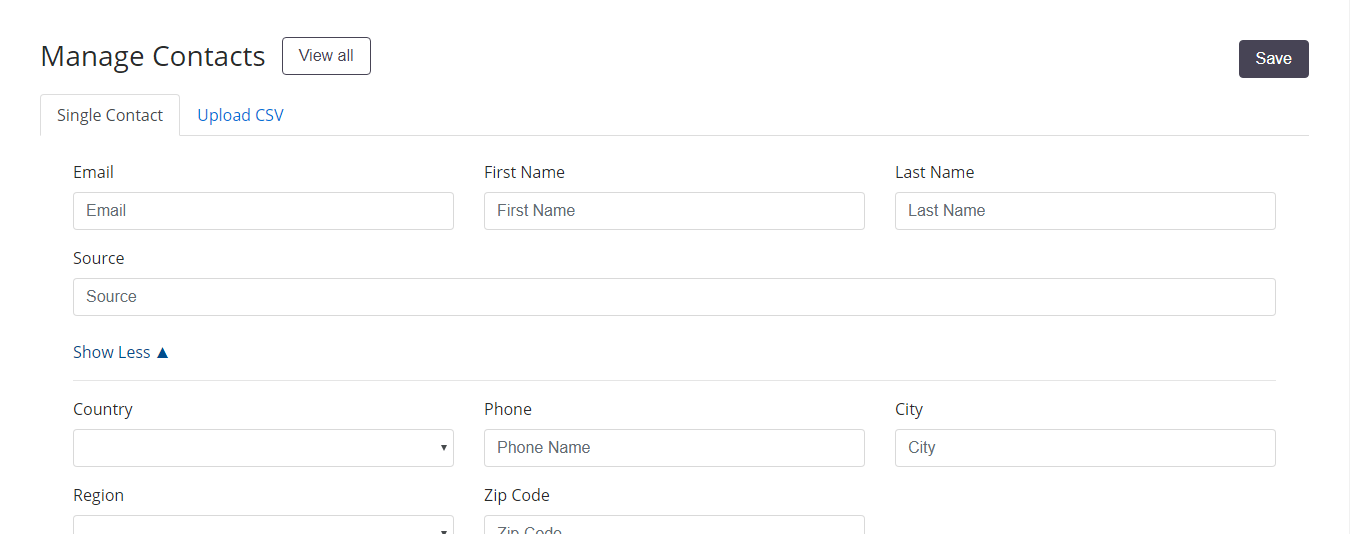 Manage Contacts View all Save
Single Contact Upload CSV
Email First Name Last Name
Email First Name Last Name
Source
Source
Show Less ▲
Country Phone City
Phone Name City
Region Zip Code
Zip Code